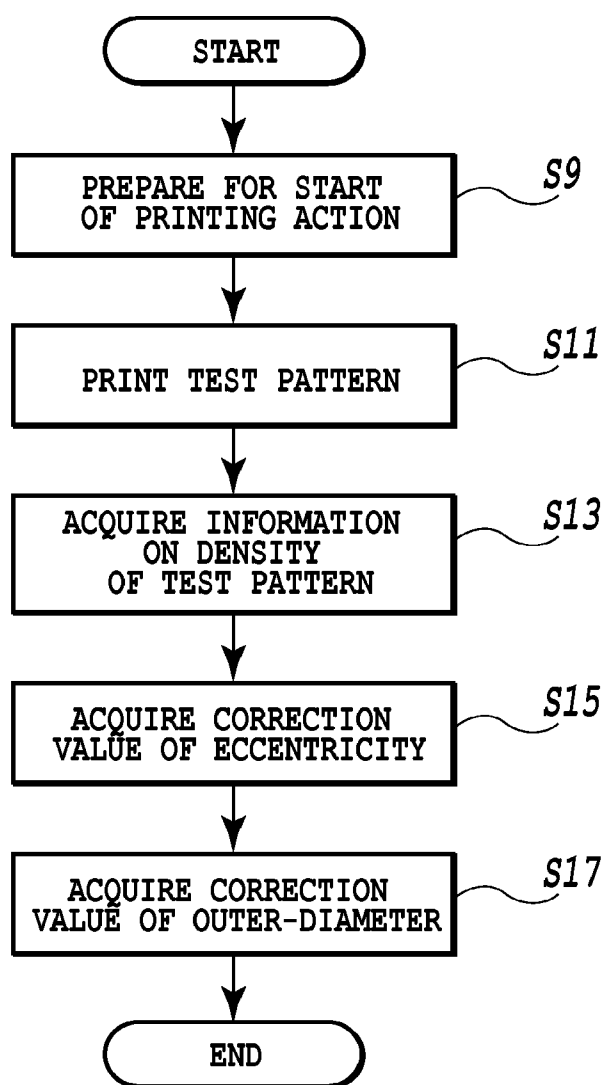 START
PREPARE FOR START
OF PRINTING ACTION
S9
PRINT TEST PATTERN
S11
ACQUIRE INFORMATION
ON DENSITY
OF TEST PATTERN
S13
ACQUIRE CORRECTION
VALUE OF ECCENTRICITY
S15
ACQUIRE CORRECTION
VALUE OF OUTER-DIAMETER
S17
END